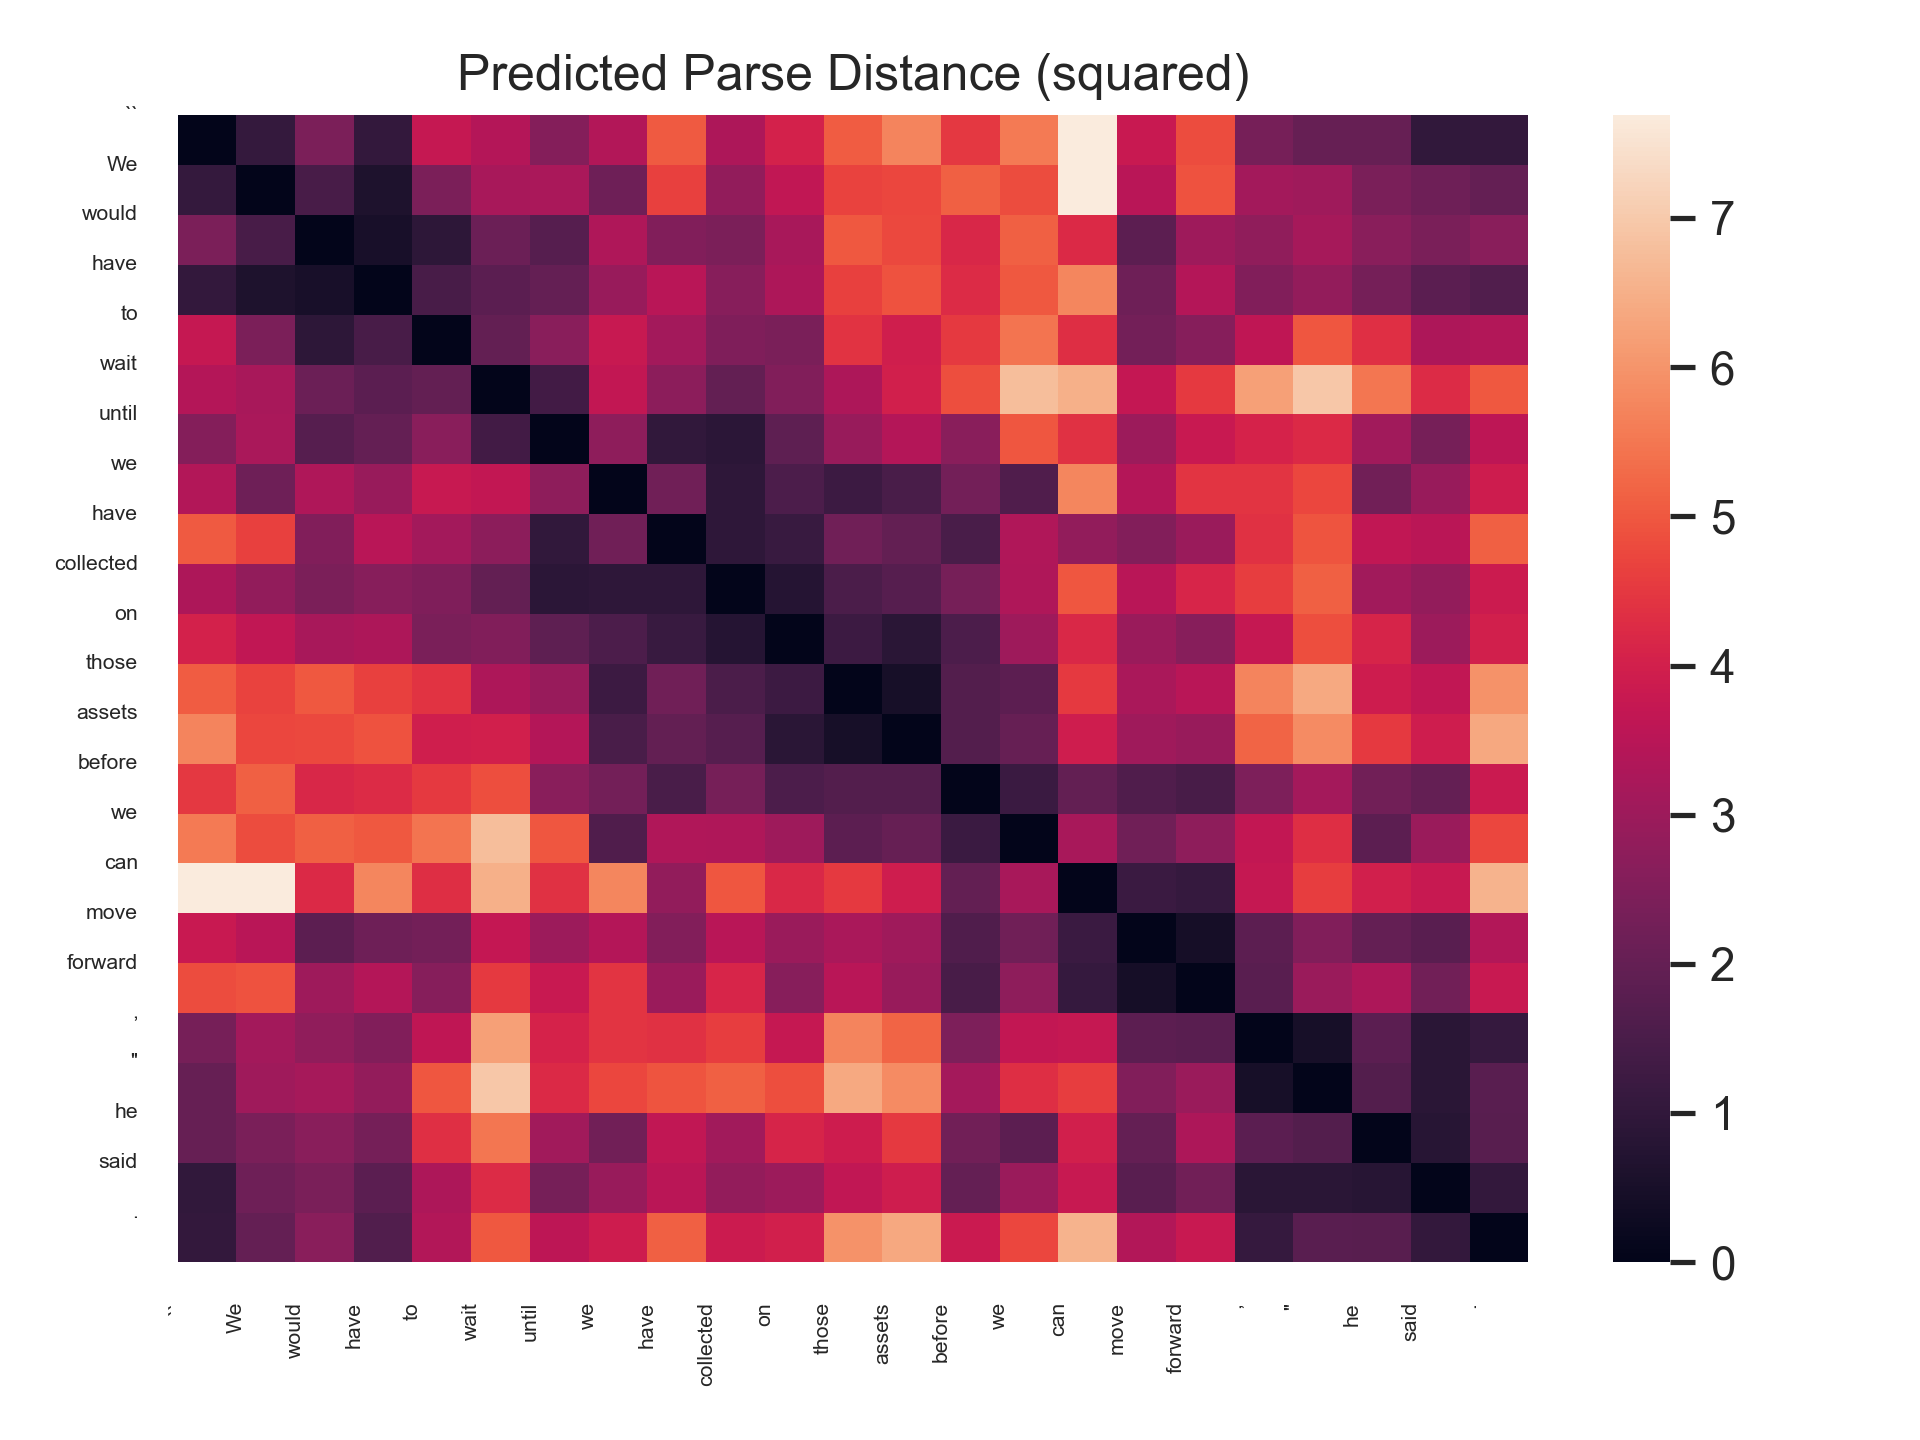 Predicted Parse Distance (squared)
``
We
would
have
to
wait
until
we
have
collected
on
those
assets
before
we
can
move
forward
,
"
he
said
.
7
6
5
4
3
2
1
0
``
We
would
have
to
wait
until
we
have
collected
on
those
assets
before
we
can
move
forward
,
"
he
said
.